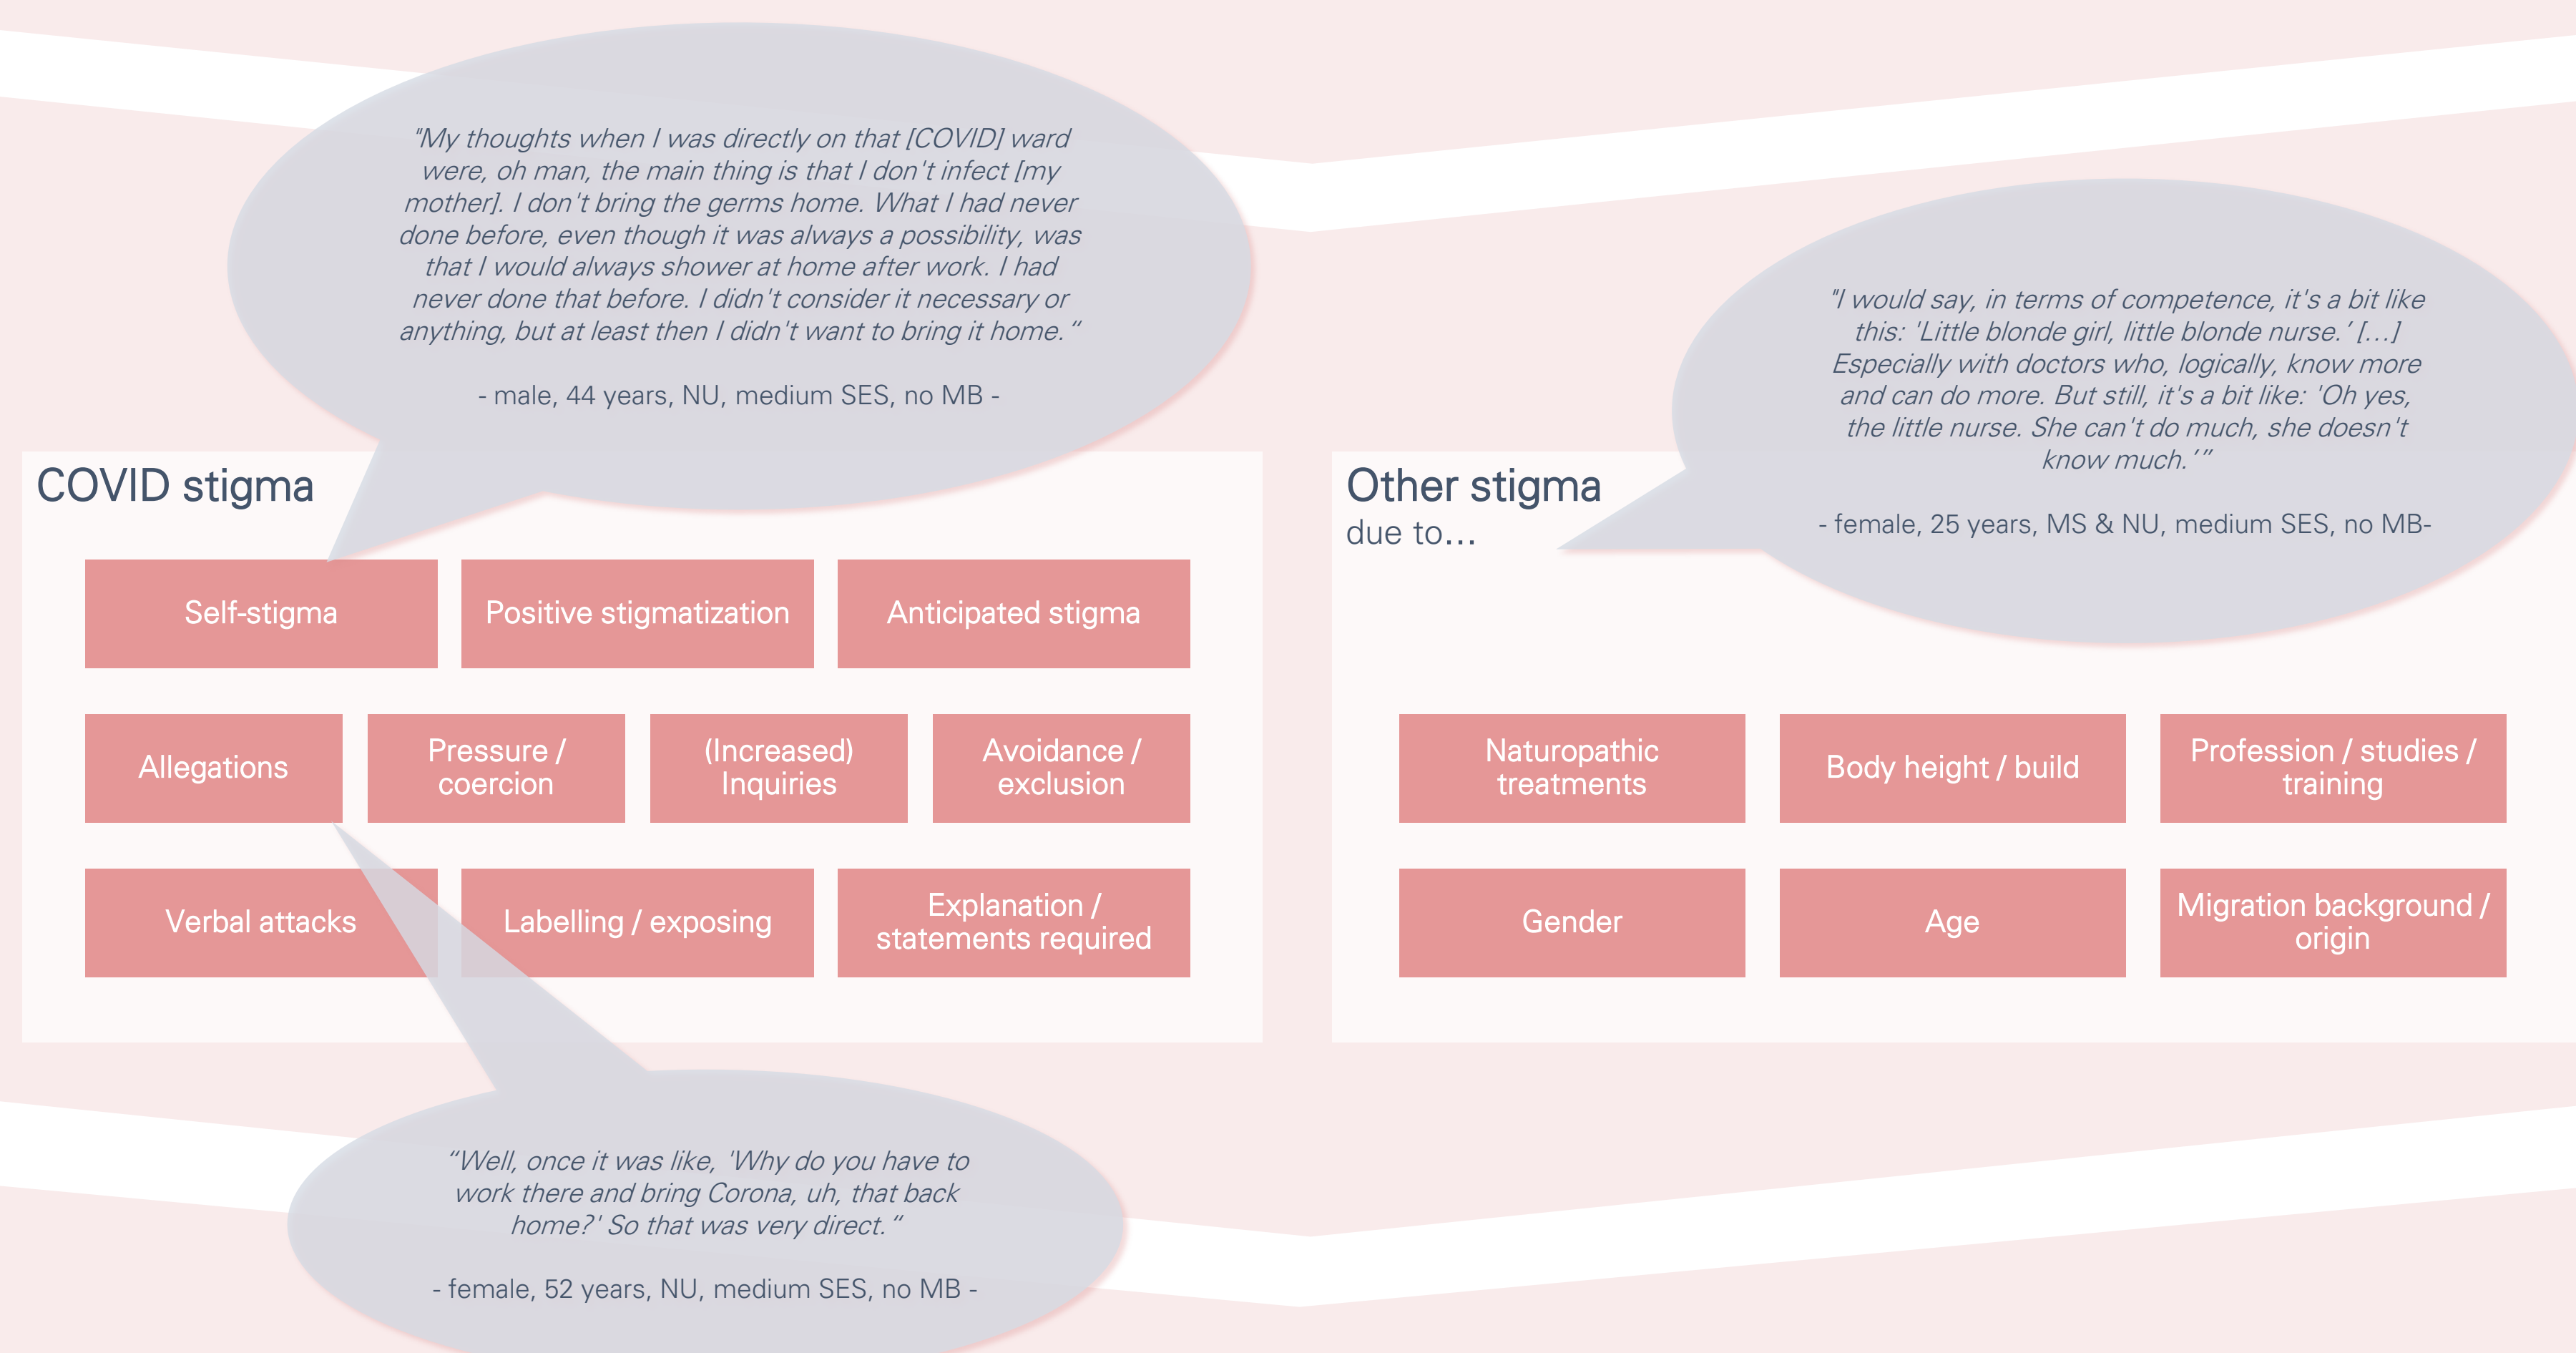 "My thoughts when I was directly on that [COVID] ward
were, oh man, the main thing is that I don't infect [my
mother]. I don't bring the germs home. What I had never
done before, even though it was always a possibility, was
that I would always shower at home after work. I had
never done that before. I didn't consider it necessary or
anything, but at least then I didn't want to bring it home.“
- male, 44 years, NU, medium SES, no MB -
COVID stigma
Self-stigma
Positive stigmatization
Anticipated stigma
Allegations
Pressure /
coercion
(Increased)
Inquiries
Avoidance /
exclusion
Verbal attacks
Labelling / exposing
Explanation /
statements required
“Well, once it was like, 'Why do you have to
work there and bring Corona, uh, that back
home?' So that was very direct.“
- female, 52 years, NU, medium SES, no MB -
"I would say, in terms of competence, it's a bit like
this: 'Little blonde girl, little blonde nurse.’ […]
Especially with doctors who, logically, know more
and can do more. But still, it's a bit like: 'Oh yes,
the little nurse. She can't do much, she doesn't
know much.’”
- female, 25 years, MS & NU, medium SES, no MB-
Other stigma
due to…
Naturopathic
treatments
Body height / build
Profession / studies /
training
Gender
Age
Migration background /
origin